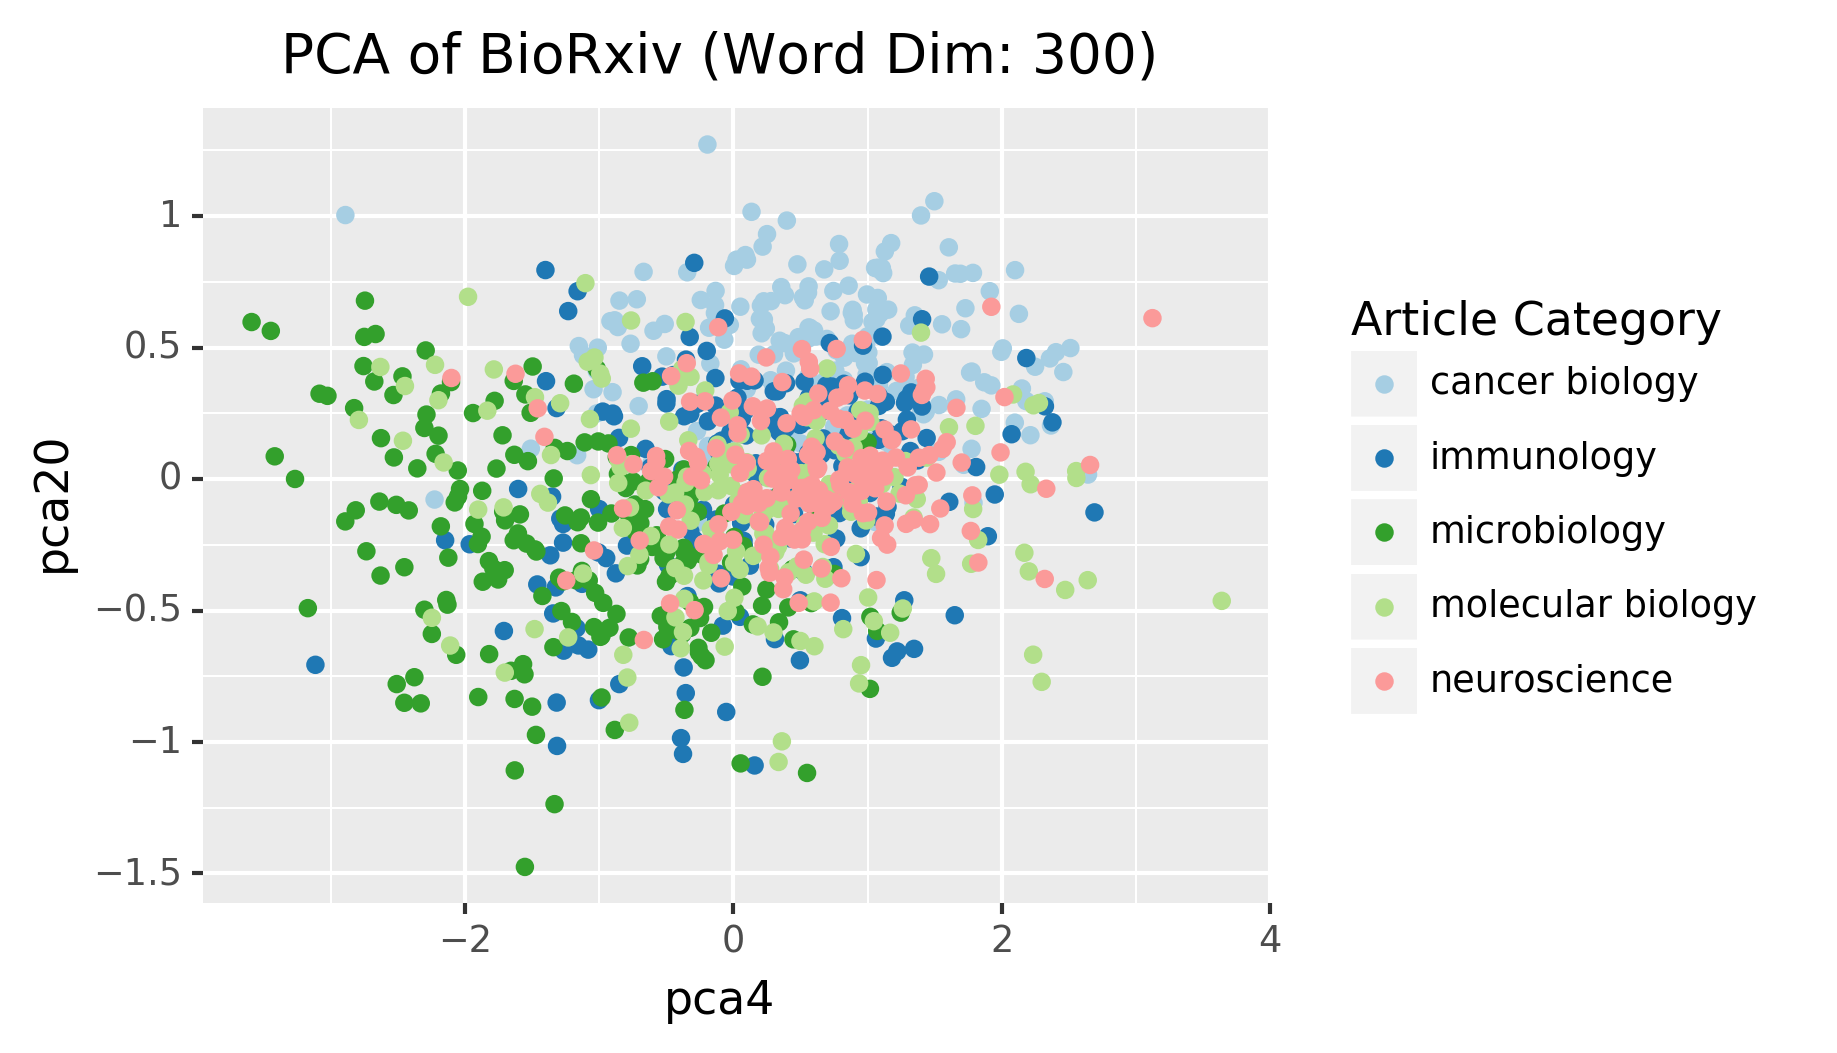 PCA of BioRxiv (Word Dim: 300)
1
0.5
0
−0.5
−1
−1.5
pca20
−2
0
2
4
pca4
Article Category
cancer biology
immunology
microbiology
molecular biology
neuroscience